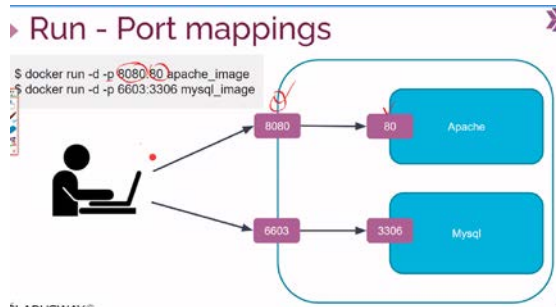 Run - Port mappings
$ docker run -d -p 8080:80 apache_image
$ docker run -d -p 6603:3306 mysql_image
8080
80
Apache
6603
3306
Mysql